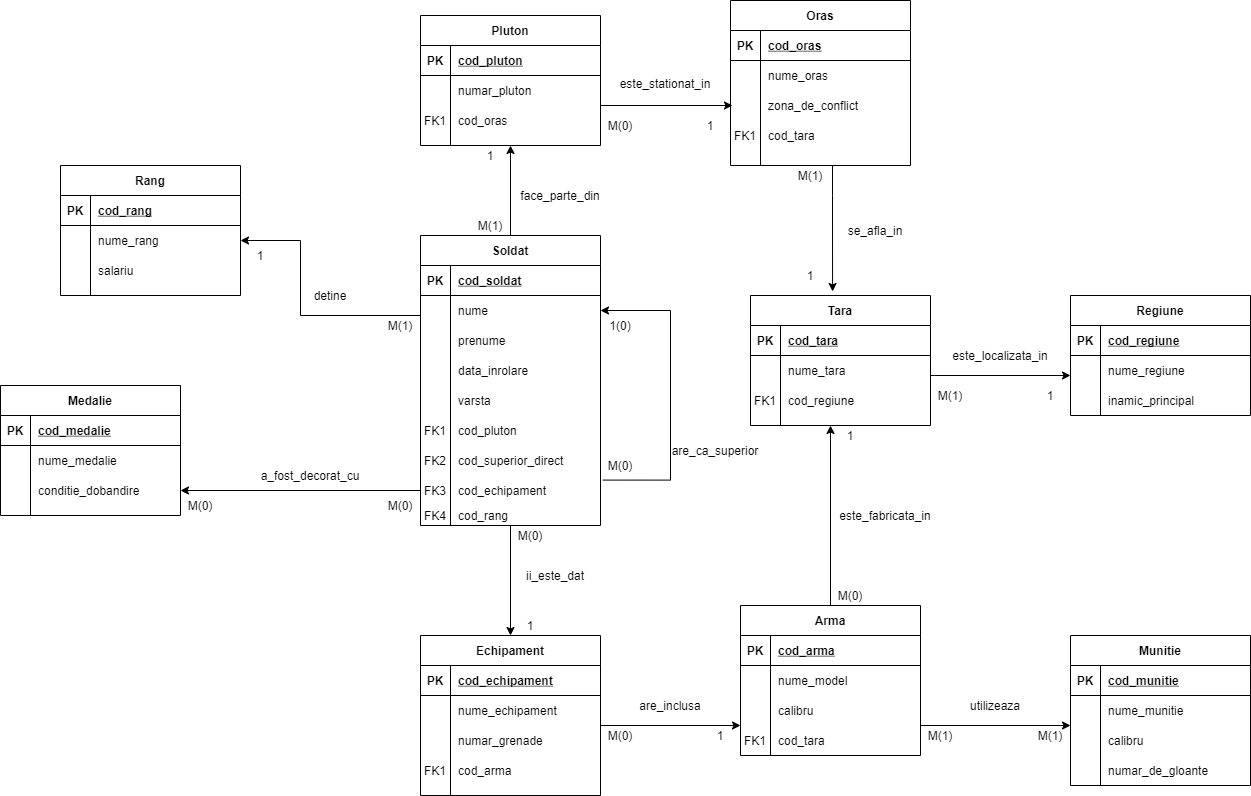 Pluton
PK cod_pluton
numar_pluton
FK1 cod_oras
este_stationat_in
M(0) 1
Oras
PK cod_oras
nume_oras
zona_de_conflict
FK1 cod_tara
1
face_parte_din
M(1)
M(1)
se_afla_in
1
Rang
PK cod_rang
nume_rang
salariu
1
detine
M(1)
Soldat
PK cod_soldat
nume
prenume
data_inrolare
varsta
FK1 cod_pluton
FK2 cod_superior_direct
FK3 cod_echipament
FK4 cod_rang
1(0)
are_ca_superior
M(0)
Tara
PK cod_tara
nume_tara
FK1 cod_regiune
este_localizata_in
M(1) 1
Regiune
PK cod_regiune
nume_regiune
inamic_principal
Medalie
PK cod_medalie
nume_medalie
conditie_dobandire
a_fost_decorat_cu
M(0) M(0)
M(0)
ii_este_dat
1
1
este_fabricata_in
M(0)
Echipament
PK cod_echipament
nume_echipament
numar_grenade
FK1 cod_arma
are_inclusa
M(0) 1
Arma
PK cod_arma
nume_model
calibru
FK1 cod_tara
utilizeaza
M(1) M(1)
Munitie
PK cod_munitie
nume_munitie
calibru
numar_de_gloante